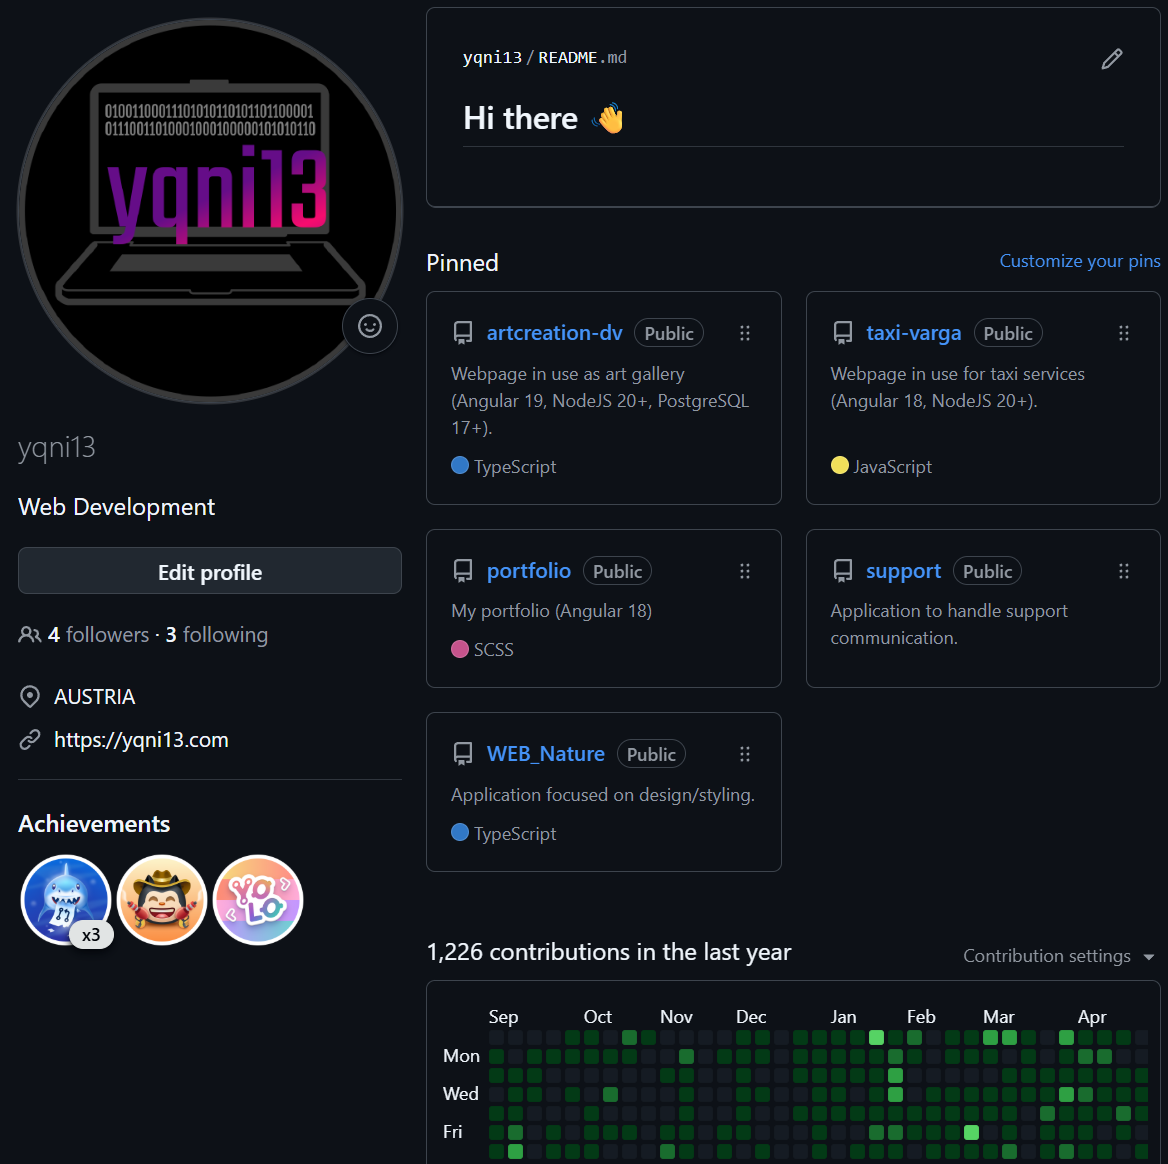 010011000111010101101011011000​01
01110011010001000100000101010110
yqni13
yqni13
Web Development
Edit profile
4 followers · 3 following
AUSTRIA
https://yqni13.com
Achievements
x3
YOLO
yqni13/README.md
Hi there 👋
Pinned
Customize your pins
artcreation-dv Public
Webpage in use as art gallery
(Angular 19, NodeJS 20+, PostgreSQL
17+).
TypeScript
taxi-varga Public
Webpage in use for taxi services
(Angular 18, NodeJS 20+).
JavaScript
portfolio Public
My portfolio (Angular 18)
SCSS
support Public
Application to handle support
communication.
WEB_Nature Public
Application focused on design/styling.
TypeScript
1,226 contributions in the last year
Contribution settings
Sep Oct Nov Dec Jan Feb Mar Apr
Mon
Wed
Fri